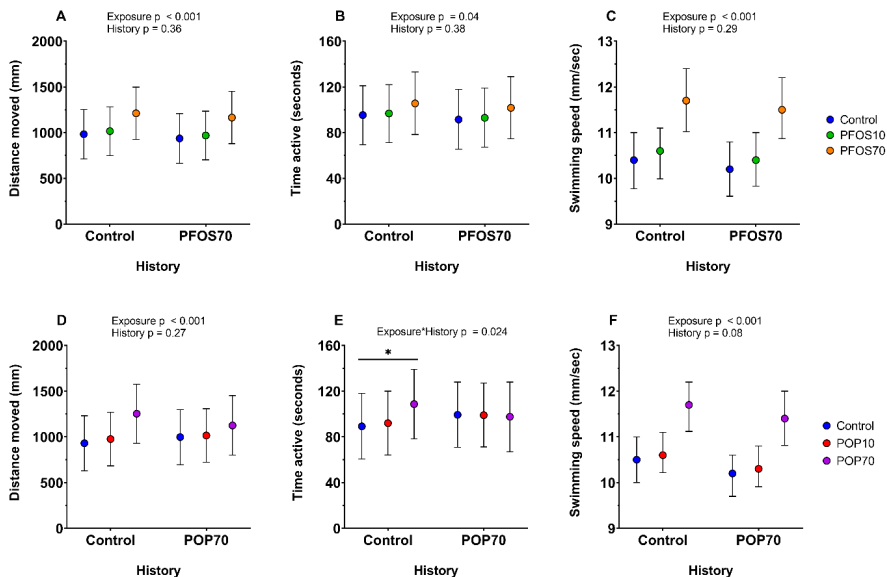 A
Exposure p < 0.001
History p = 0.36
Distance moved (mm)
2000
1500
1000
500
0
Control
PFOS70
History
B
Exposure p = 0.04
History p = 0.38
Time active (seconds)
160
120
80
40
0
Control
PFOS70
History
C
Exposure p < 0.001
History p = 0.29
Swimming speed (mm/sec)
13
12
11
10
9
Control
PFOS70
History
Control
PFOS10
PFOS70
D
Exposure p < 0.001
History p = 0.27
Distance moved (mm)
2000
1500
1000
500
0
Control
POP70
History
E
Exposure*History p = 0.024
*
Time active (seconds)
160
120
80
40
0
Control
POP70
History
F
Exposure p < 0.001
History p = 0.08
Swimming speed (mm/sec)
13
12
11
10
9
Control
POP70
History
Control
POP10
POP70